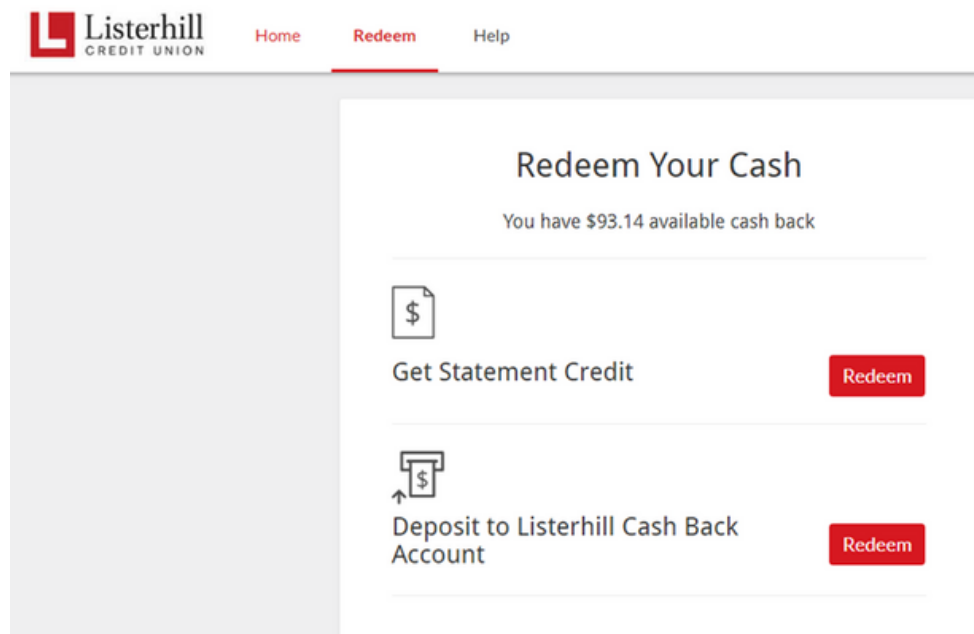 Listerhill
CREDIT UNION
Home Redeem Help
Redeem Your Cash
You have $93.14 available cash back
$
Get Statement Credit Redeem
$
Deposit to Listerhill Cash Back
Account Redeem